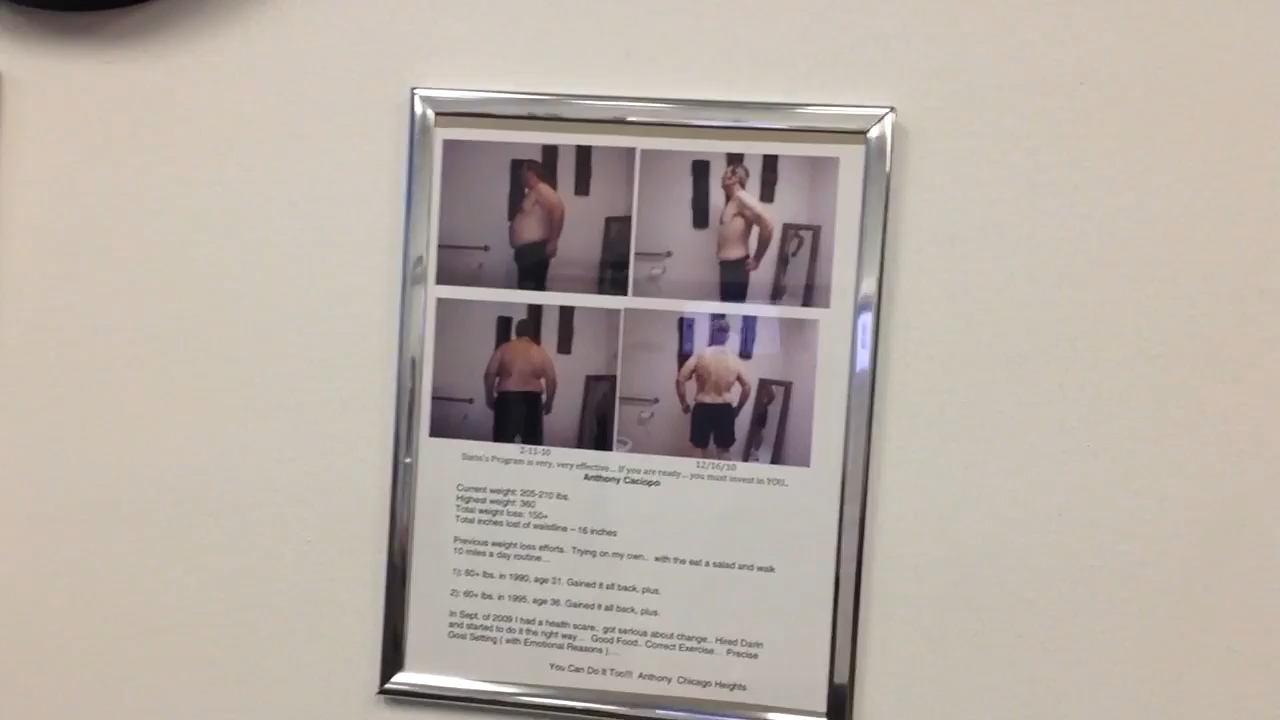 2-11-10
12/16/10
Darin's Program is very, very effective... If you are ready... you must invest in YOU..
Anthony Caciopo
Current weight: 205-210 lbs.
Highest weight: 360
Total weight loss: 150+
Total inches lost of waistline – 16 inches
Previous weight loss efforts.. Trying on my own.. with the eat a salad and walk
10 miles a day routine...
1): 60+ lbs. in 1990, age 31. Gained it all back, plus.
2): 60+ lbs. in 1995, age 36. Gained it all back, plus.
In Sept. of 2009 I had a health scare.. got serious about change.. Hired Darin
and started to do it the right way... Good Food.. Correct Exercise... Precise
Goal Setting ( with Emotional Reasons )....
You Can Do It Too!!! Anthony Chicago Heights